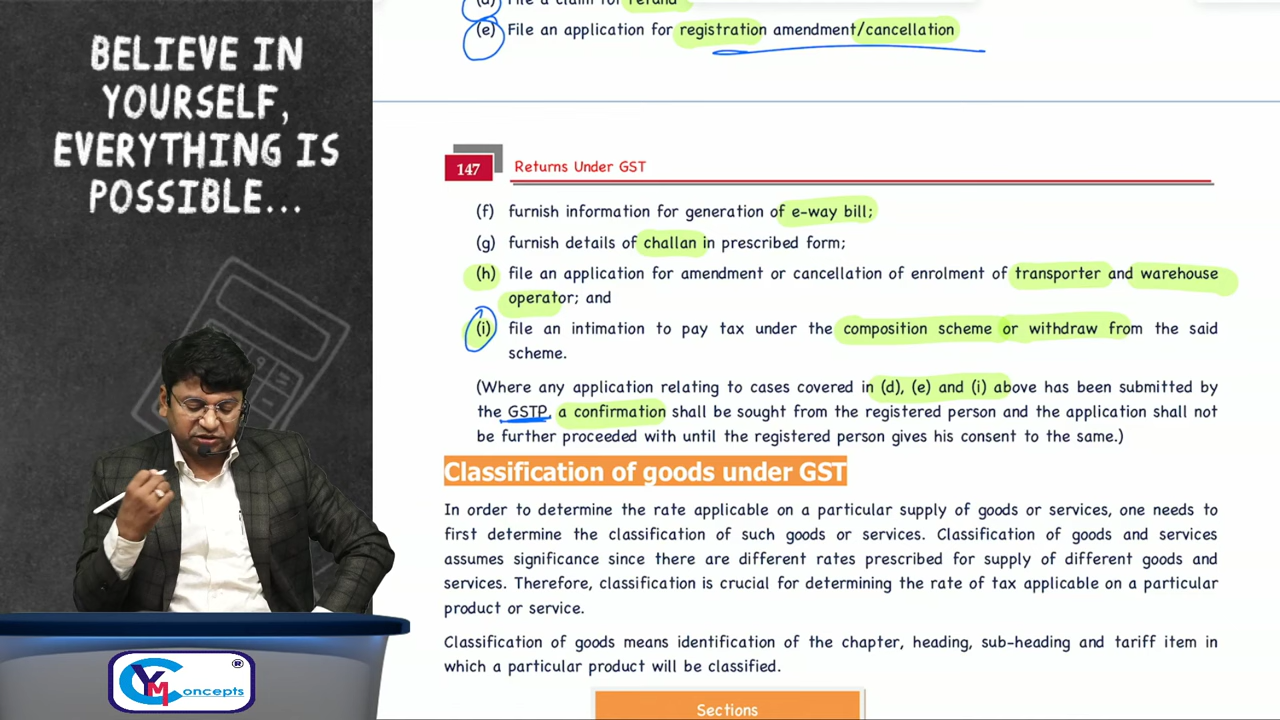 BELIEVE IN
YOURSELF,
EVERYTHING IS
POSSIBLE...
(d) File a claim for refund
(e) File an application for registration amendment/cancellation
147 Returns Under GST
(f) furnish information for generation of e-way bill;
(g) furnish details of challan in prescribed form;
(h) file an application for amendment or cancellation of enrolment of transporter and warehouse
operator; and
(i) file an intimation to pay tax under the composition scheme or withdraw from the said
scheme.
(Where any application relating to cases covered in (d), (e) and (i) above has been submitted by
the GSTP, a confirmation shall be sought from the registered person and the application shall not
be further proceeded with until the registered person gives his consent to the same.)
Classification of goods under GST
In order to determine the rate applicable on a particular supply of goods or services, one needs to
first determine the classification of such goods or services. Classification of goods and services
assumes significance since there are different rates prescribed for supply of different goods and
services. Therefore, classification is crucial for determining the rate of tax applicable on a particular
product or service.
Classification of goods means identification of the chapter, heading, sub-heading and tariff item in
which a particular product will be classified.
Sections
YM Concepts ®